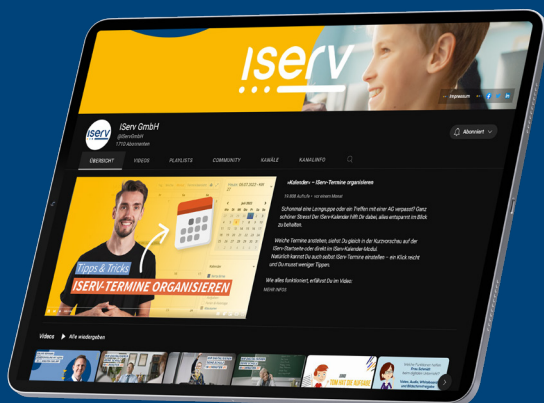 iserv
Impressum
iserv
IServ GmbH
@IServGmbH
1710 Abonnenten
Abonniert
ÜBERSICHT VIDEOS PLAYLISTS COMMUNITY KANÄLE KANALINFO
Tipps & Tricks
ISERV-TERMINE ORGANISIEREN
»Kalender« – IServ-Termine organisieren
Schonmal eine Lerngruppe oder ein Treffen mit einer AG verpasst? Ganz
schöner Stress! Der IServ-Kalender hilft Dir dabei, alles entspannt im Blick
zu behalten.
Welche Termine anstehen, siehst Du gleich in der Kurzvorschau auf der
IServ-Startseite oder direkt im IServ-Kalender-Modul.
Natürlich kannst Du auch selbst IServ-Termine einstellen – ein Klick reicht
und Du musst weniger Tippen.
Wie alles funktioniert, erfährst Du im Video:
MEHR INFOS
Videos Alle wiedergeben